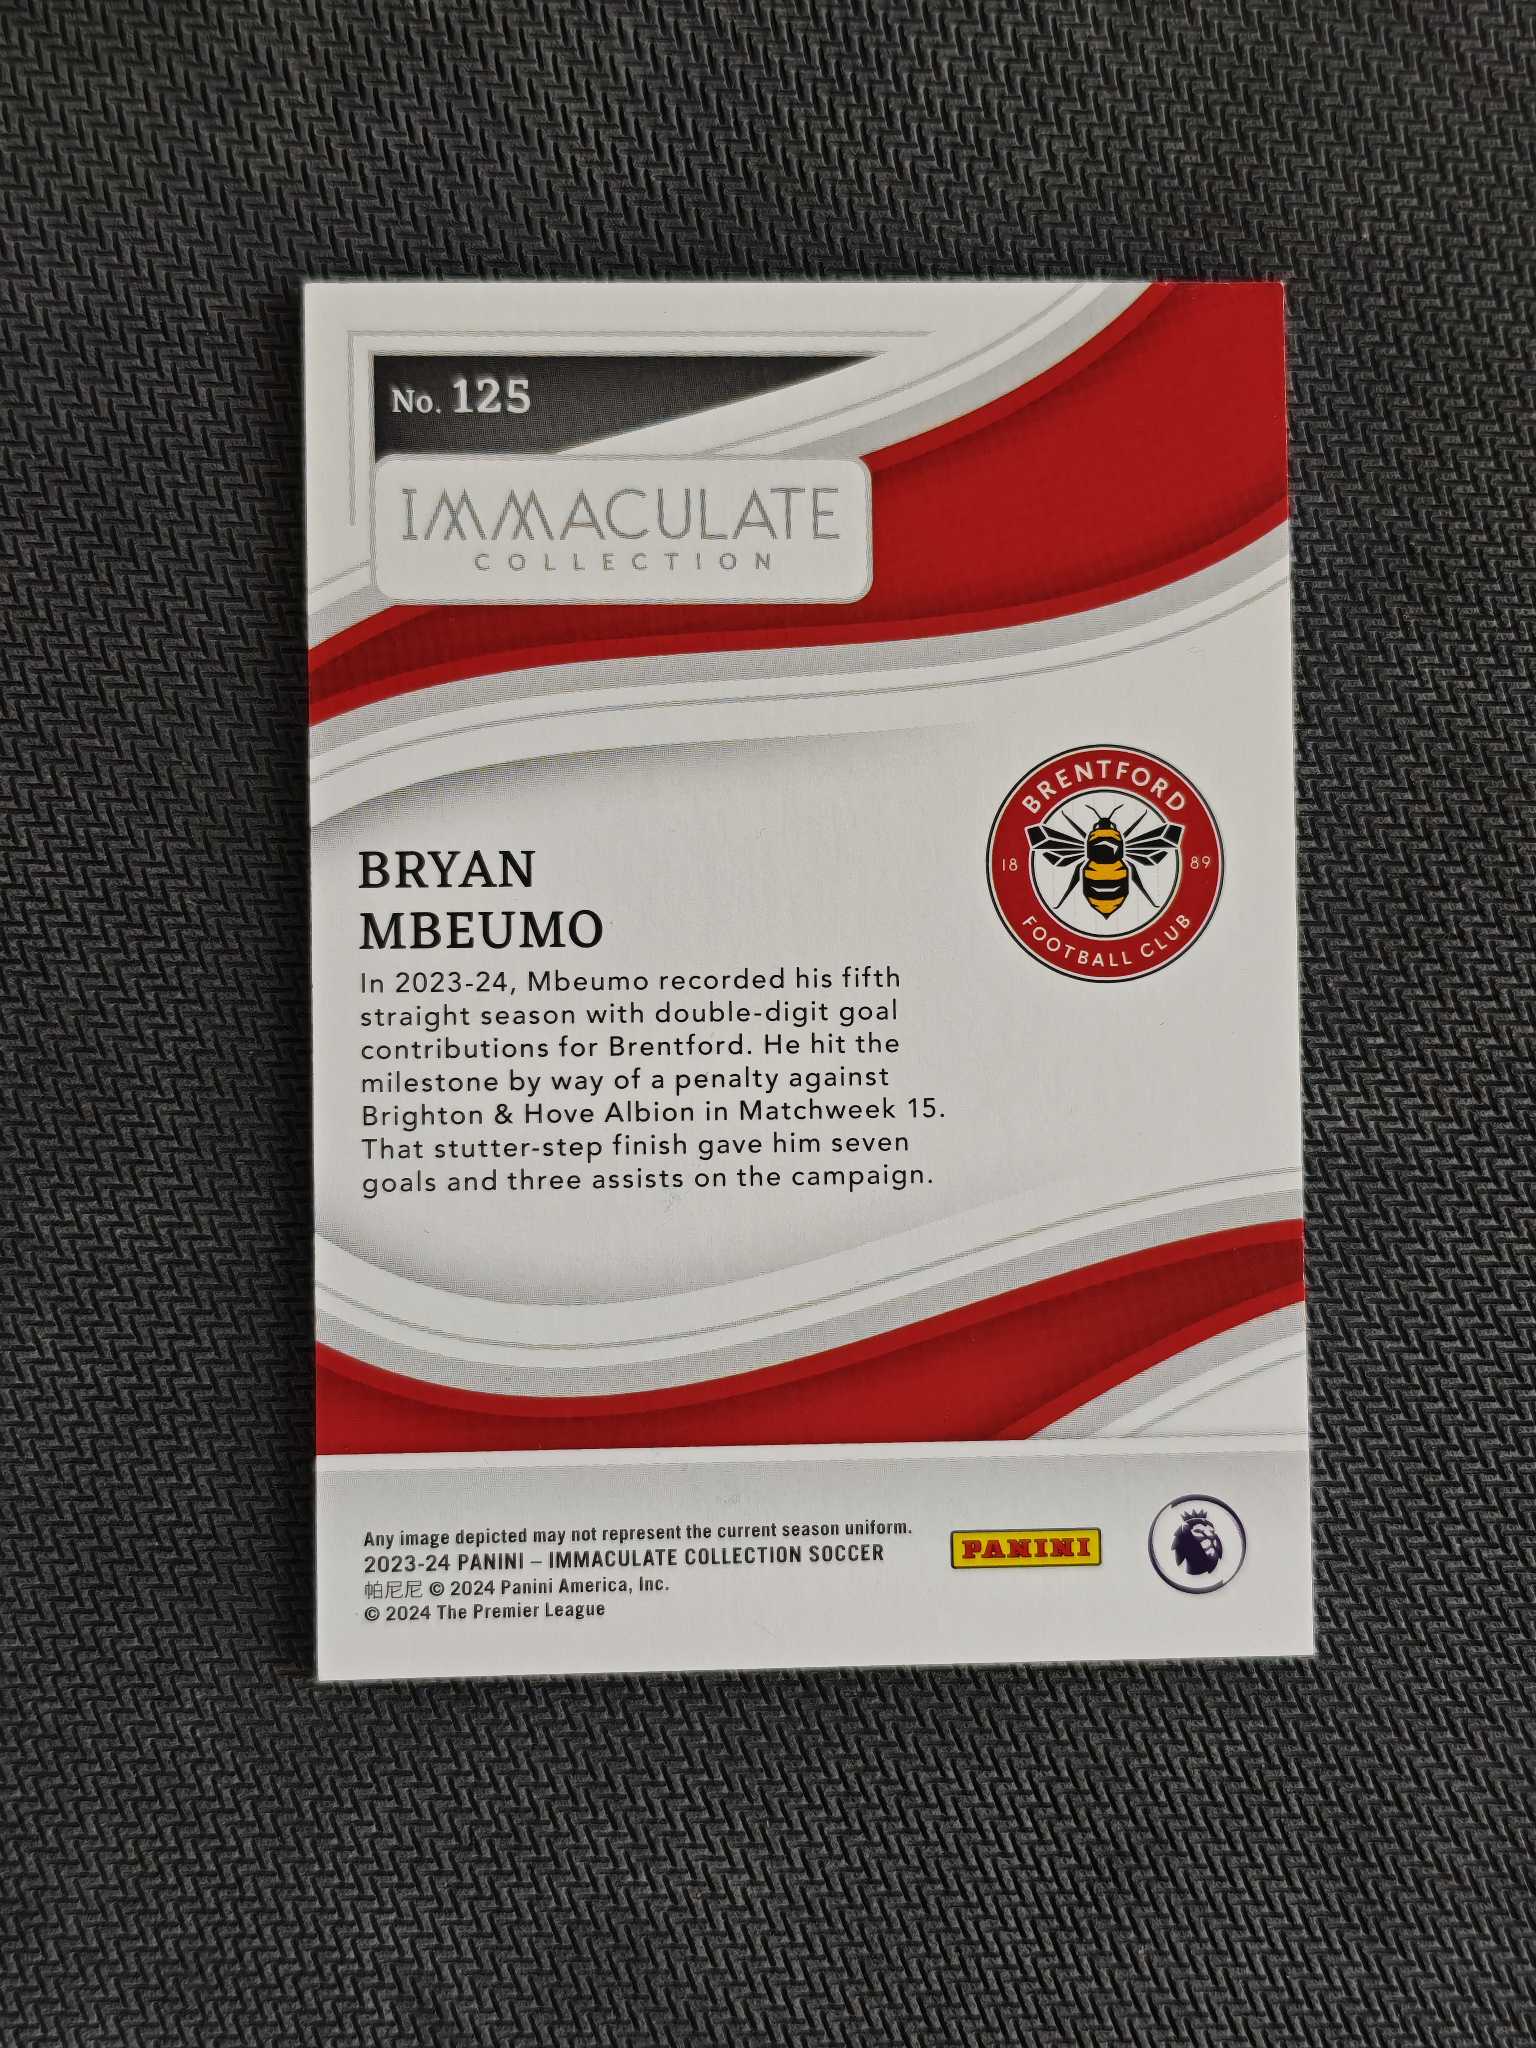 No. 125
IMMACULATE
COLLECTION
BRENTFORD
18 89
FOOTBALL CLUB
BRYAN
MBEUMO
In 2023-24, Mbeumo recorded his fifth
straight season with double-digit goal
contributions for Brentford. He hit the
milestone by way of a penalty against
Brighton & Hove Albion in Matchweek 15.
That stutter-step finish gave him seven
goals and three assists on the campaign.
Any image depicted may not represent the current season uniform.
2023-24 PANINI – IMMACULATE COLLECTION SOCCER
帕尼尼 © 2024 Panini America, Inc.
© 2024 The Premier League
PANINI